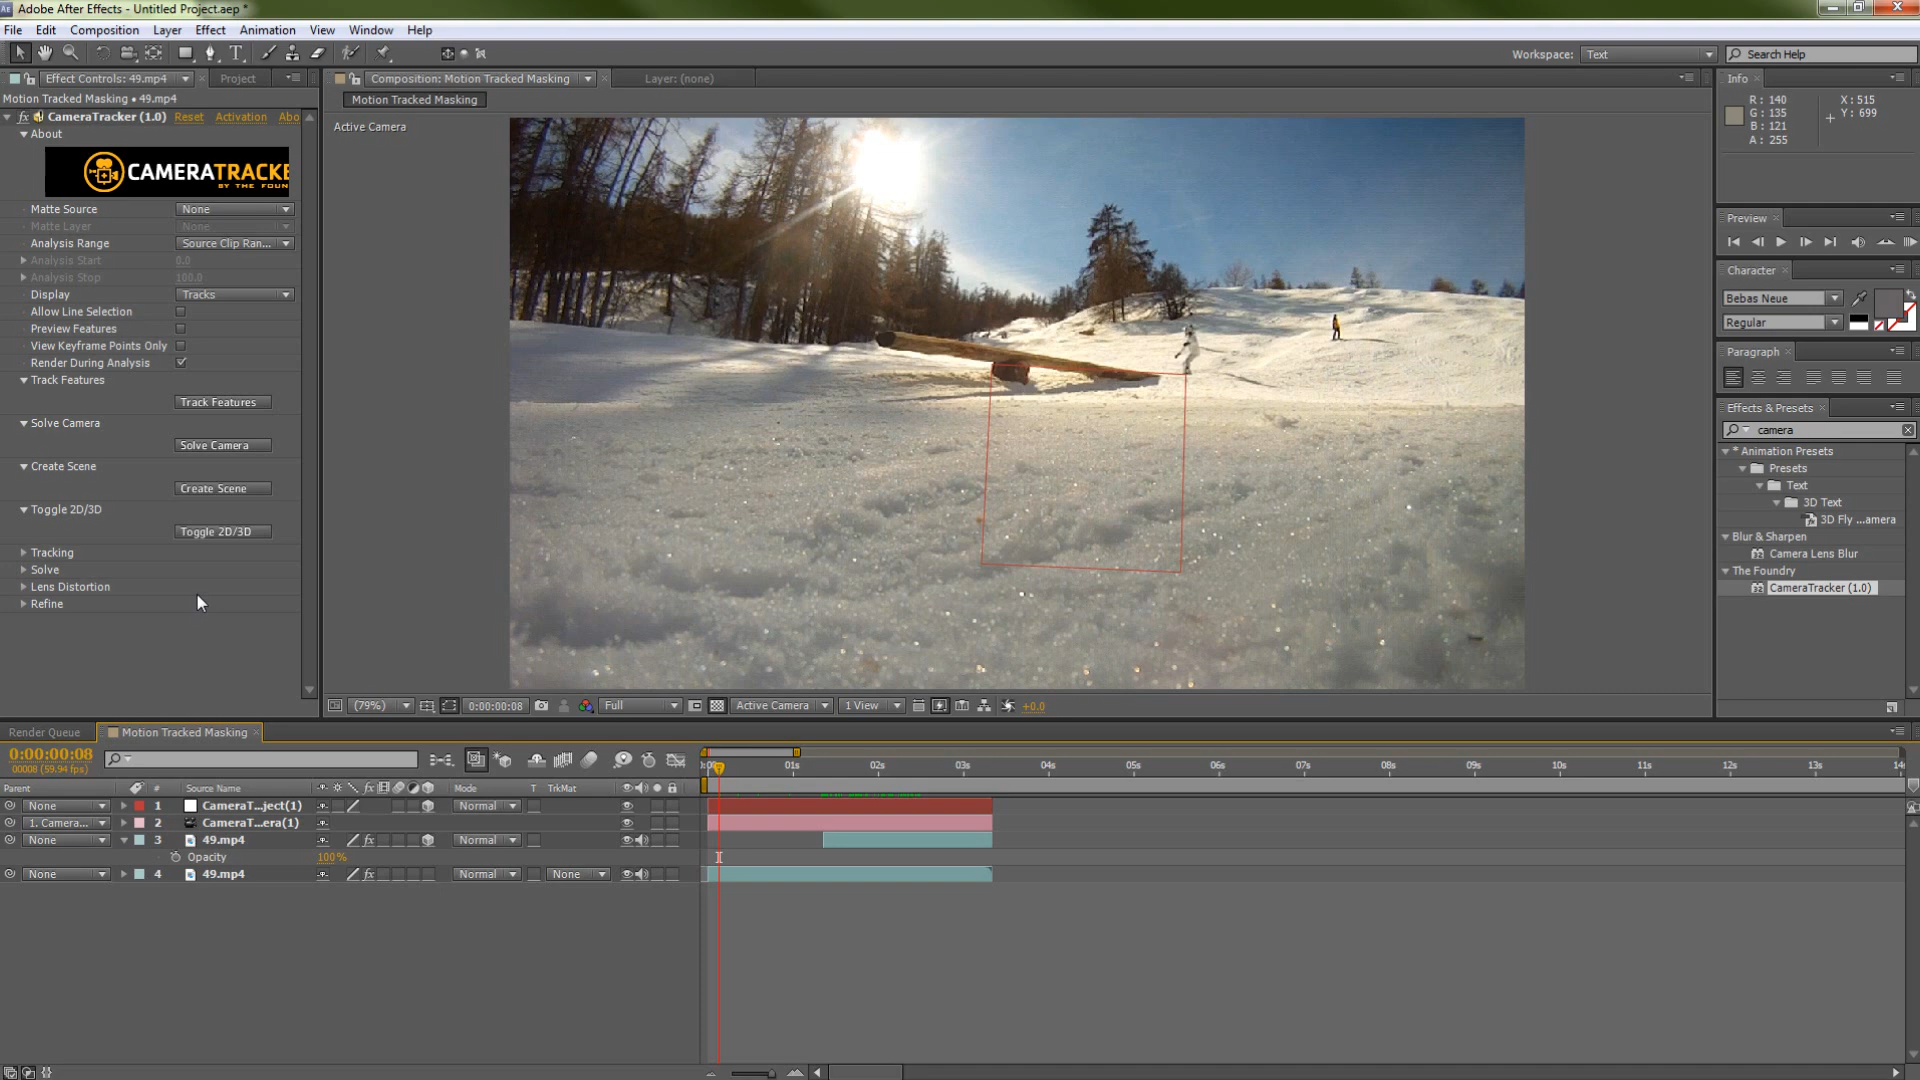 Adobe After Effects - Untitled Project.aep *
File Edit Composition Layer Effect Animation View Window Help
Workspace: Text Search Help
Effect Controls: 49.mp4 Project
Motion Tracked Masking • 49.mp4
fx CameraTracker (1.0) Reset Activation Abo
About
CAMERATRACKE
BY THE FOUN
Matte Source None
Matte Layer None
Analysis Range Source Clip Ran...
Analysis Start 0.0
Analysis Stop 100.0
Display Tracks
Allow Line Selection
Preview Features
View Keyframe Points Only
Render During Analysis
Track Features
Track Features
Solve Camera
Solve Camera
Create Scene
Create Scene
Toggle 2D/3D
Toggle 2D/3D
Tracking
Solve
Lens Distortion
Refine
Composition: Motion Tracked Masking Layer: (none)
Motion Tracked Masking
Active Camera
(79%) 0:00:00:08 Full Active Camera 1 View +0.0
Info
R: 140 X: 515
G: 135 Y: 699
B: 121
A: 255
Preview
Character
Bebas Neue
Regular
Paragraph
Effects & Presets
camera
* Animation Presets
Presets
Text
3D Text
3D Fly ...amera
Blur & Sharpen
Camera Lens Blur
The Foundry
CameraTracker (1.0)
Render Queue Motion Tracked Masking
0:00:00:08
00008 (59.94 fps)
01s 02s 03s 04s 05s 06s 07s 08s 09s 10s 11s 12s 13s 14
Parent # Source Name fx Mode T TrkMat
None 1 CameraT...ject(1) Normal
1. Camera... 2 CameraT...era(1)
None 3 49.mp4 fx Normal
Opacity 100%
None 4 49.mp4 fx Normal None